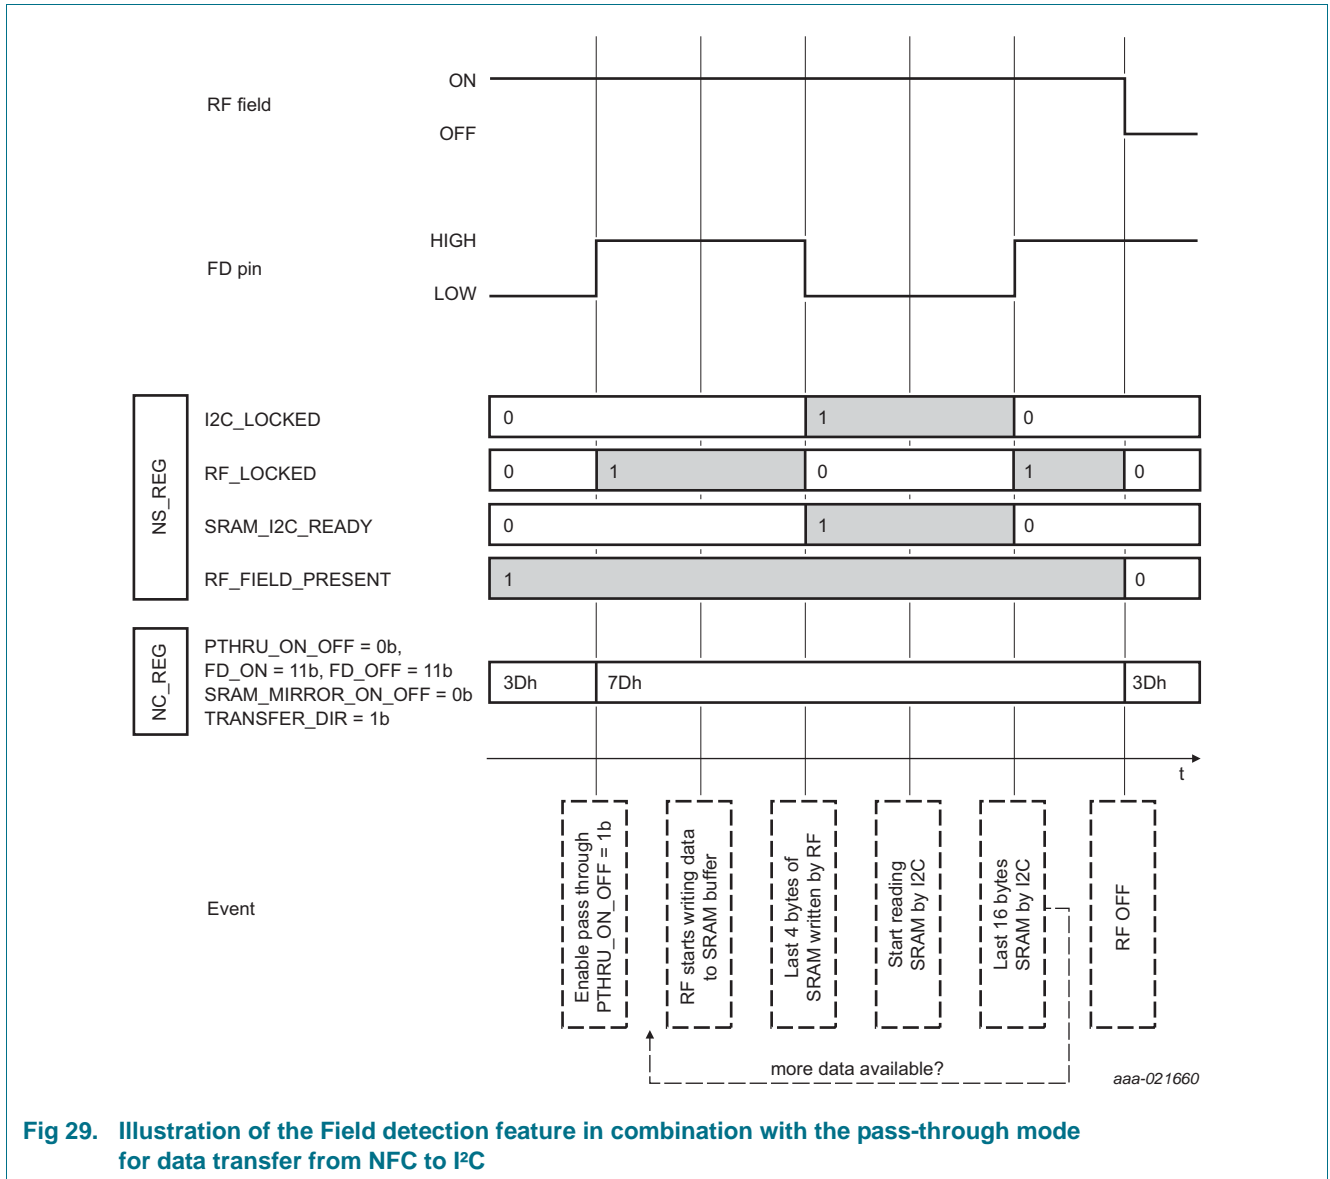 RF field
ON
OFF
FD pin
HIGH
LOW
NS_REG
I2C_LOCKED
0
1
0
RF_LOCKED
0
1
0
1
0
SRAM_I2C_READY
0
1
0
RF_FIELD_PRESENT
1
0
NC_REG
PTHRU_ON_OFF = 0b,
FD_ON = 11b, FD_OFF = 11b
SRAM_MIRROR_ON_OFF = 0b
TRANSFER_DIR = 1b
3Dh
7Dh
3Dh
t
Event
Enable pass through
PTHRU_ON_OFF = 1b
RF starts writing data
to SRAM buffer
Last 4 bytes of
SRAM written by RF
Start reading
SRAM by I2C
Last 16 bytes
SRAM by I2C
RF OFF
more data available?
aaa-021660
Fig 29. Illustration of the Field detection feature in combination with the pass-through mode
for data transfer from NFC to I²C